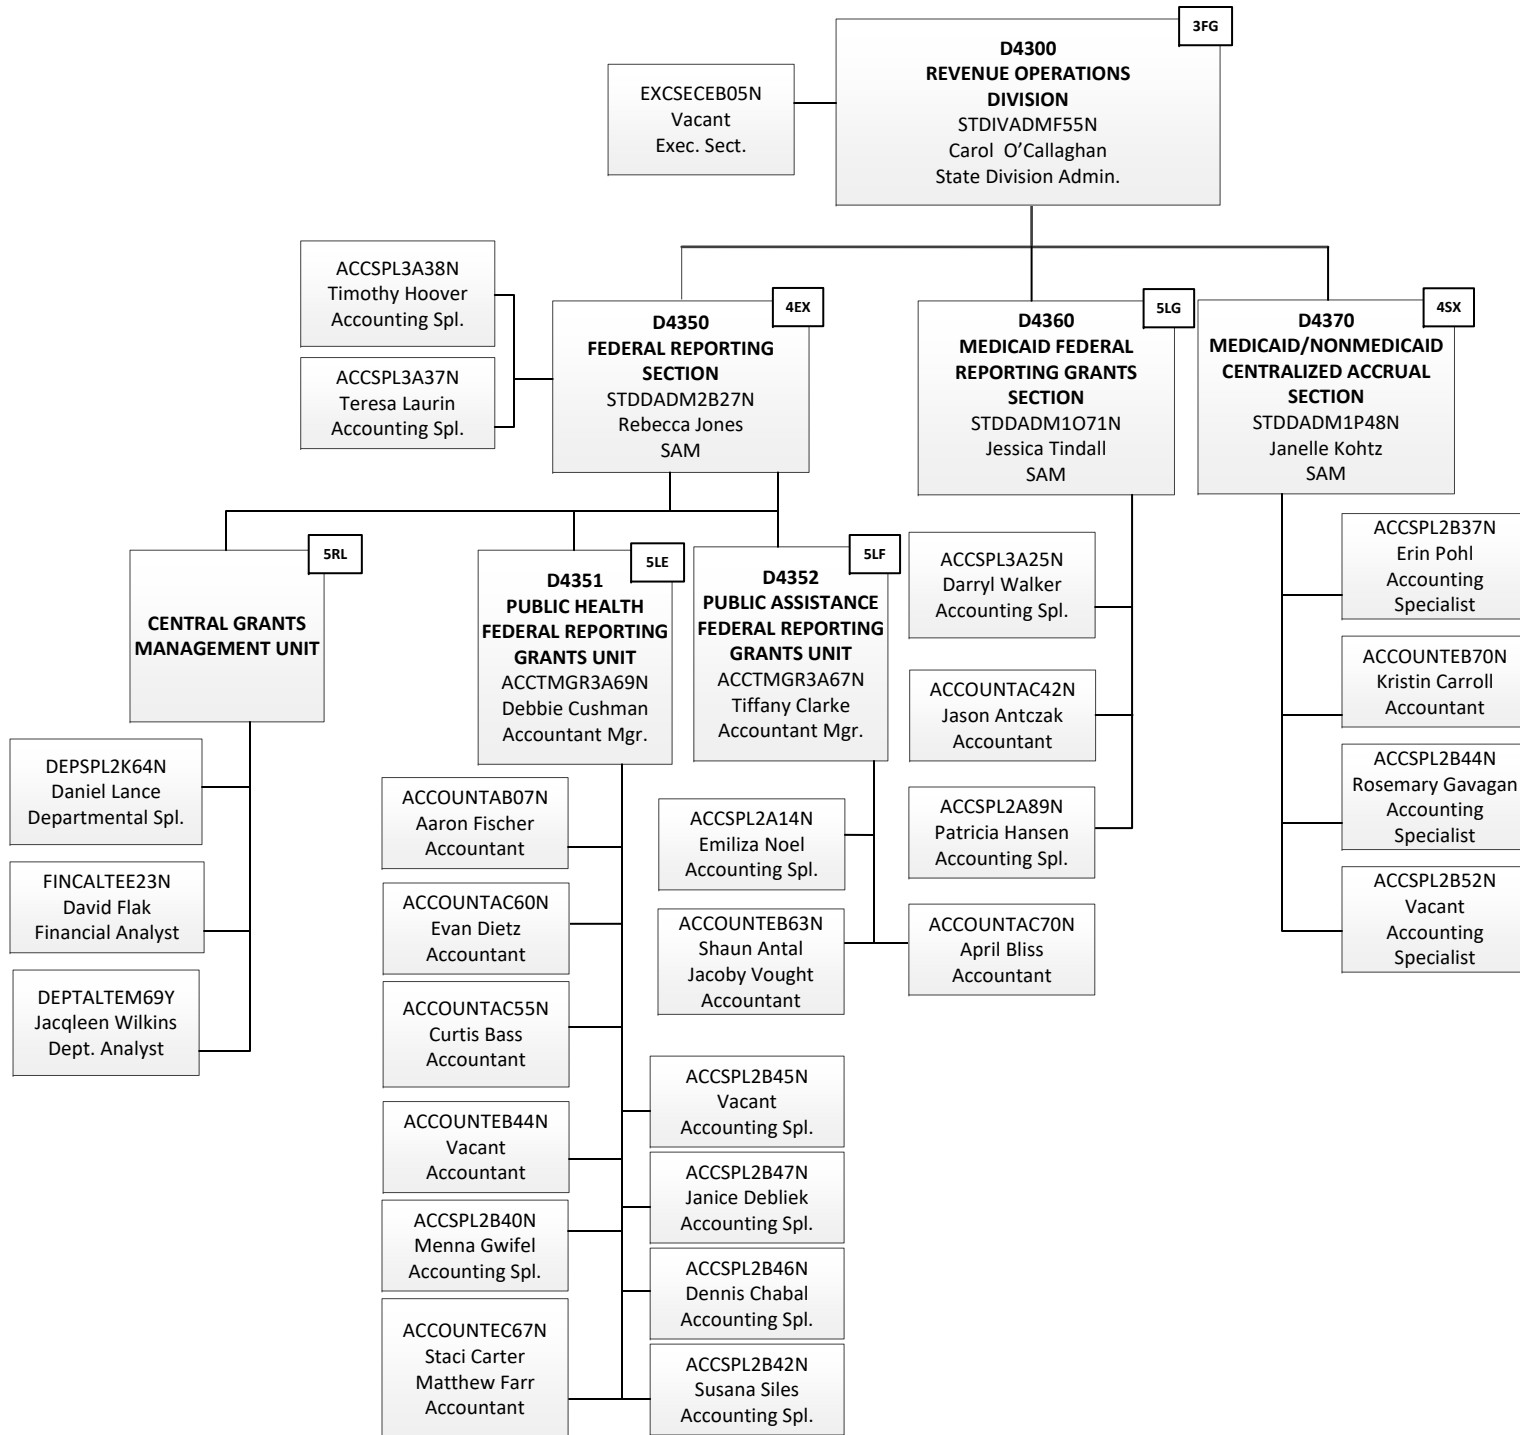 3FG
D4300
REVENUE OPERATIONS
DIVISION
STDIVADMF55N
Carol  O’Callaghan
State Division Admin.
EXCSECEB05N
Vacant
Exec. Sect.
ACCSPL3A38N
Timothy Hoover
Accounting Spl.
ACCSPL3A37N
Teresa Laurin
Accounting Spl.
4EX
D4350
FEDERAL REPORTING
SECTION
STDDADM2B27N
Rebecca Jones
SAM
5LG
D4360
MEDICAID FEDERAL
REPORTING GRANTS
SECTION
STDDADM1O71N
Jessica Tindall
SAM
4SX
D4370
MEDICAID/NONMEDICAID
CENTRALIZED ACCRUAL
SECTION
STDDADM1P48N
Janelle Kohtz
SAM
5RL
CENTRAL GRANTS
MANAGEMENT UNIT
5LE
D4351
PUBLIC HEALTH
FEDERAL REPORTING
GRANTS UNIT
ACCTMGR3A69N
Debbie Cushman
Accountant Mgr.
5LF
D4352
PUBLIC ASSISTANCE
FEDERAL REPORTING
GRANTS UNIT
ACCTMGR3A67N
Tiffany Clarke
Accountant Mgr.
DEPSPL2K64N
Daniel Lance
Departmental Spl.
FINCALTEE23N
David Flak
Financial Analyst
DEPTALTEM69Y
Jacqleen Wilkins
Dept. Analyst
ACCOUNTAB07N
Aaron Fischer
Accountant
ACCOUNTAC60N
Evan Dietz
Accountant
ACCOUNTAC55N
Curtis Bass
Accountant
ACCOUNTEB44N
Vacant
Accountant
ACCSPL2B40N
Menna Gwifel
Accounting Spl.
ACCOUNTEC67N
Staci Carter
Matthew Farr
Accountant
ACCSPL2B45N
Vacant
Accounting Spl.
ACCSPL2B47N
Janice Debliek
Accounting Spl.
ACCSPL2B46N
Dennis Chabal
Accounting Spl.
ACCSPL2B42N
Susana Siles
Accounting Spl.
ACCSPL2A14N
Emiliza Noel
Accounting Spl.
ACCOUNTEB63N
Shaun Antal
Jacoby Vought
Accountant
ACCOUNTAC70N
April Bliss
Accountant
ACCSPL3A25N
Darryl Walker
Accounting Spl.
ACCOUNTAC42N
Jason Antczak
Accountant
ACCSPL2A89N
Patricia Hansen
Accounting Spl.
ACCSPL2B37N
Erin Pohl
Accounting
Specialist
ACCOUNTEB70N
Kristin Carroll
Accountant
ACCSPL2B44N
Rosemary Gavagan
Accounting
Specialist
ACCSPL2B52N
Vacant
Accounting
Specialist